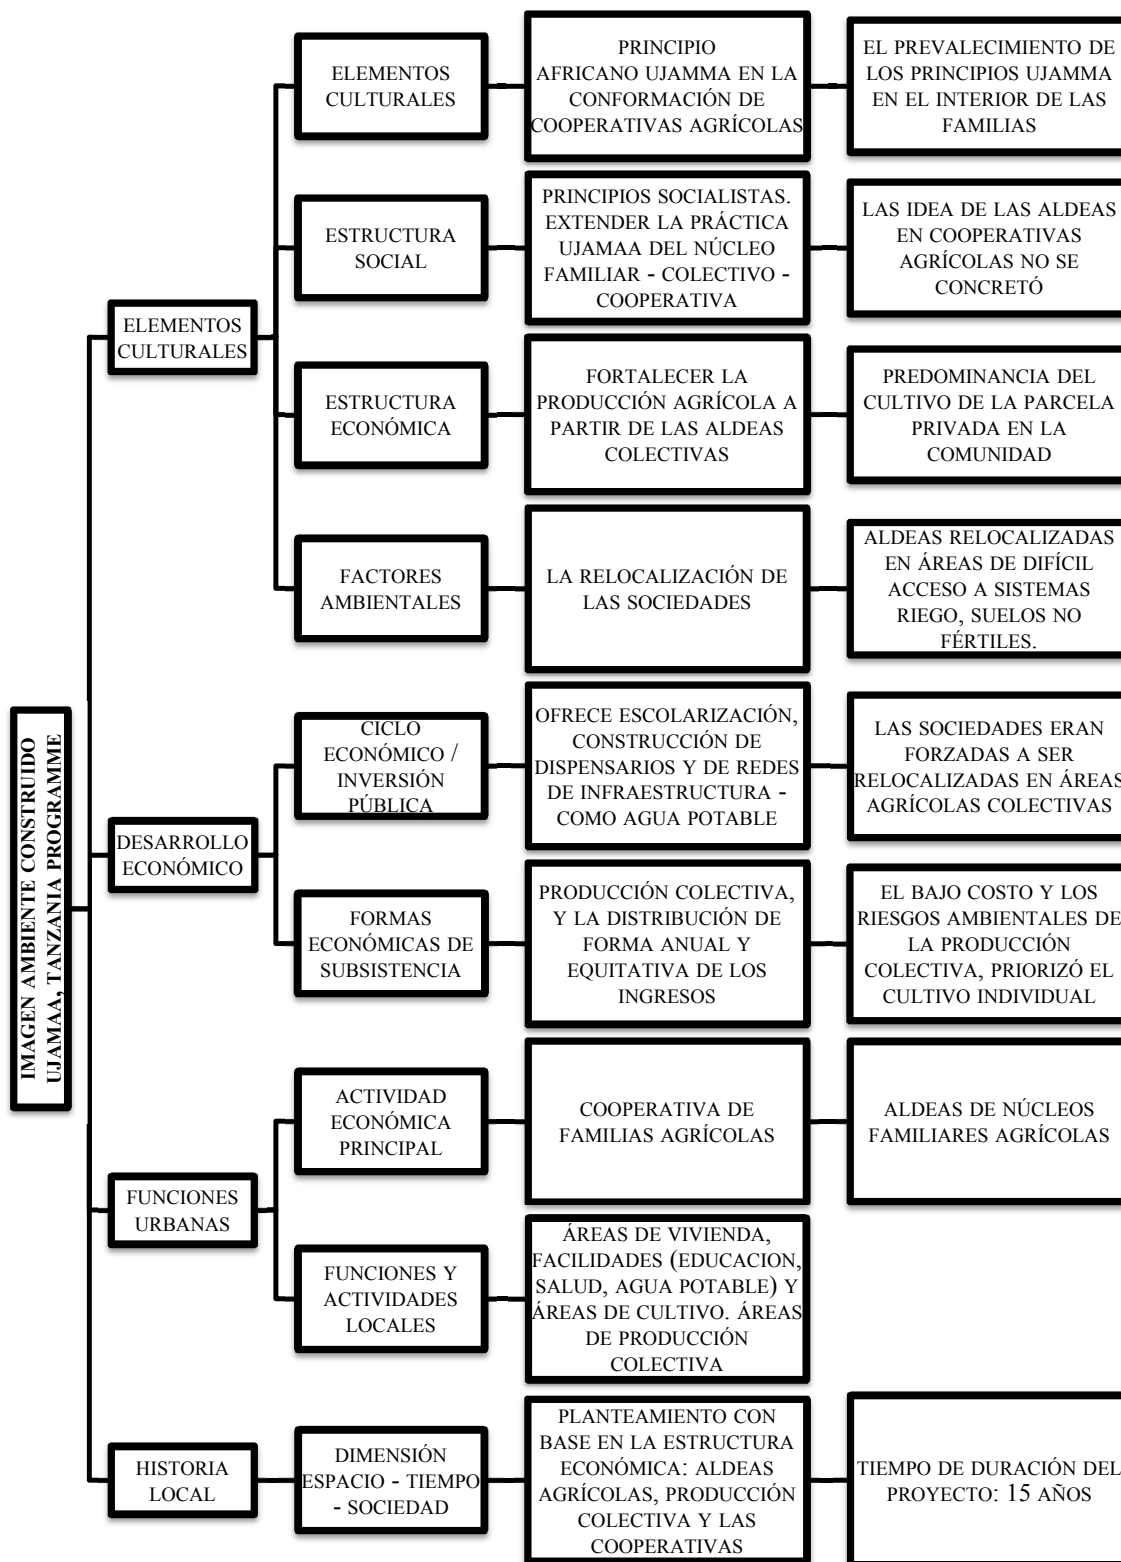 IMAGEN AMBIENTE CONSTRUIDO
UJAMAA, TANZANIA PROGRAMME
ELEMENTOS
CULTURALES
ELEMENTOS
CULTURALES
PRINCIPIO
AFRICANO UJAMMA EN LA
CONFORMACIÓN DE
COOPERATIVAS AGRÍCOLAS
EL PREVALECIMIENTO DE
LOS PRINCIPIOS UJAMMA
EN EL INTERIOR DE LAS
FAMILIAS
ESTRUCTURA
SOCIAL
PRINCIPIOS SOCIALISTAS.
EXTENDER LA PRÁCTICA
UJAMAA DEL NÚCLEO
FAMILIAR - COLECTIVO -
COOPERATIVA
LAS IDEA DE LAS ALDEAS
EN COOPERATIVAS
AGRÍCOLAS NO SE
CONCRETÓ
ESTRUCTURA
ECONÓMICA
FORTALECER LA
PRODUCCIÓN AGRÍCOLA A
PARTIR DE LAS ALDEAS
COLECTIVAS
PREDOMINANCIA DEL
CULTIVO DE LA PARCELA
PRIVADA EN LA
COMUNIDAD
FACTORES
AMBIENTALES
LA RELOCALIZACIÓN DE
LAS SOCIEDADES
ALDEAS RELOCALIZADAS
EN ÁREAS DE DIFÍCIL
ACCESO A SISTEMAS
RIEGO, SUELOS NO
FÉRTILES.
DESARROLLO
ECONÓMICO
CICLO
ECONÓMICO /
INVERSIÓN
PÚBLICA
OFRECE ESCOLARIZACIÓN,
CONSTRUCCIÓN DE
DISPENSARIOS Y DE REDES
DE INFRAESTRUCTURA -
COMO AGUA POTABLE
LAS SOCIEDADES ERAN
FORZADAS A SER
RELOCALIZADAS EN ÁREAS
AGRÍCOLAS COLECTIVAS
FORMAS
ECONÓMICAS DE
SUBSISTENCIA
PRODUCCIÓN COLECTIVA,
Y LA DISTRIBUCIÓN DE
FORMA ANUAL Y
EQUITATIVA DE LOS
INGRESOS
EL BAJO COSTO Y LOS
RIESGOS AMBIENTALES DE
LA PRODUCCIÓN
COLECTIVA, PRIORIZÓ EL
CULTIVO INDIVIDUAL
FUNCIONES
URBANAS
ACTIVIDAD
ECONÓMICA
PRINCIPAL
COOPERATIVA DE
FAMILIAS AGRÍCOLAS
ALDEAS DE NÚCLEOS
FAMILIARES AGRÍCOLAS
FUNCIONES Y
ACTIVIDADES
LOCALES
ÁREAS DE VIVIENDA,
FACILIDADES (EDUCACION,
SALUD, AGUA POTABLE) Y
ÁREAS DE CULTIVO. ÁREAS
DE PRODUCCIÓN
COLECTIVA
HISTORIA
LOCAL
DIMENSIÓN
ESPACIO - TIEMPO
- SOCIEDAD
PLANTEAMIENTO CON
BASE EN LA ESTRUCTURA
ECONÓMICA: ALDEAS
AGRÍCOLAS, PRODUCCIÓN
COLECTIVA Y LAS
COOPERATIVAS
TIEMPO DE DURACIÓN DEL
PROYECTO: 15 AÑOS